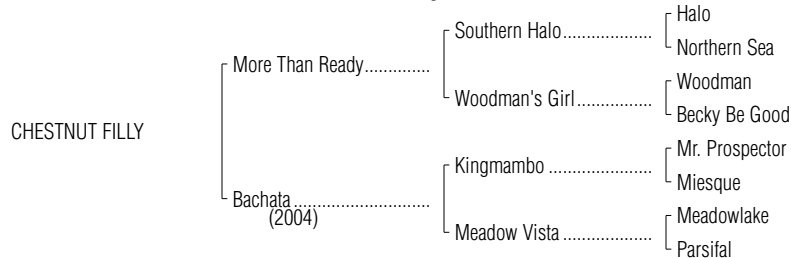 Halo
Southern Halo....................
Northern Sea
More Than Ready..............
Woodman
Woodman's Girl.................
Becky Be Good
CHESTNUT FILLY
Mr. Prospector
Kingmambo .......................
Miesque
Bachata .............................
(2004)
Meadowlake
Meadow Vista ....................
Parsifal